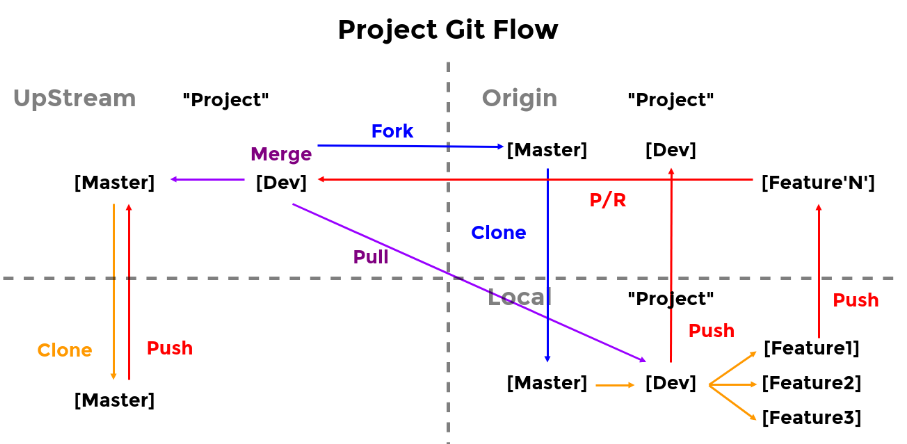 Project Git Flow
UpStream "Project"
Origin "Project"
Fork
Merge
[Master] [Dev]
[Master] [Dev] [Feature'N']
P/R
Clone
Pull
Local "Project"
Push
Push
Clone Push
[Feature1]
[Master] [Dev] [Feature2]
[Master]
[Feature3]